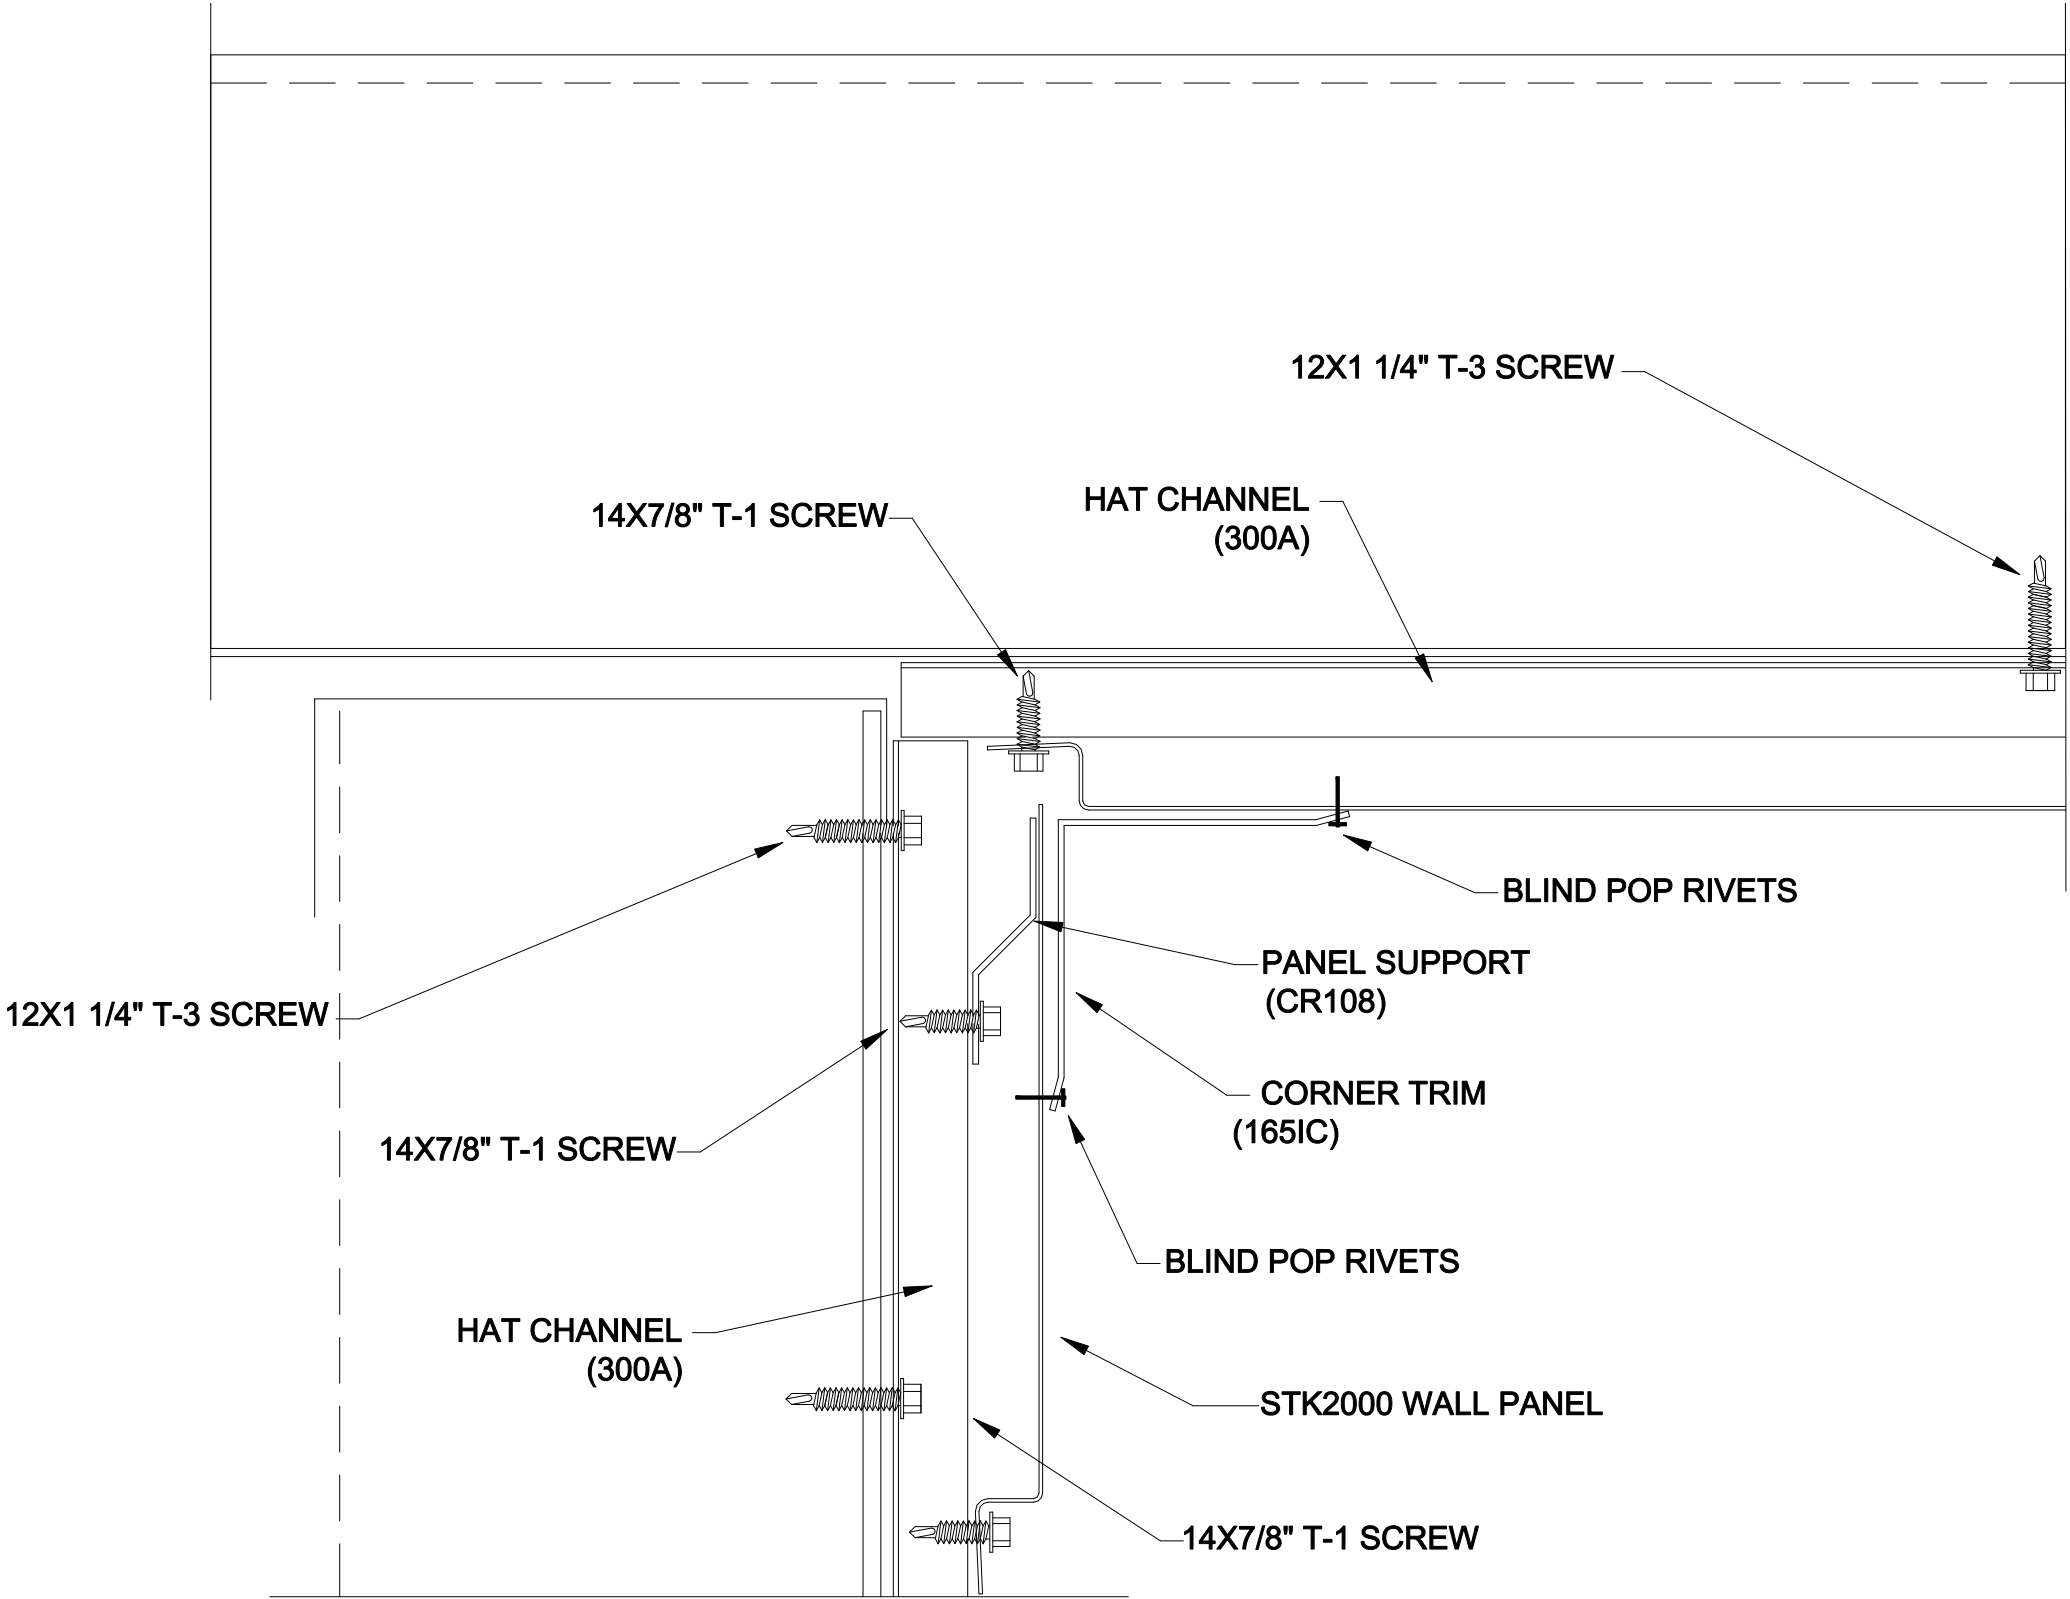 12X1 1/4" T-3 SCREW
HAT CHANNEL
(300A)
14X7/8" T-1 SCREW
BLIND POP RIVETS
PANEL SUPPORT
(CR108)
12X1 1/4" T-3 SCREW
CORNER TRIM
(165IC)
14X7/8" T-1 SCREW
BLIND POP RIVETS
HAT CHANNEL
(300A)
STK2000 WALL PANEL
14X7/8" T-1 SCREW